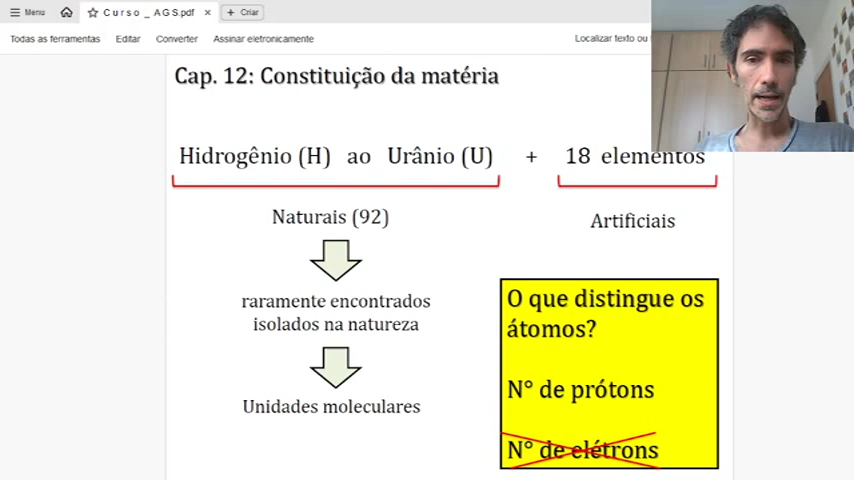 Menu
C u r s o _ A G S.pdf
Criar
Todas as ferramentas Editar Converter Assinar eletronicamente
Localizar texto ou
Cap. 12: Constituição da matéria
Hidrogênio (H) ao Urânio (U) + 18 elementos
Naturais (92)
Artificiais
raramente encontrados
isolados na natureza
Unidades moleculares
O que distingue os
átomos?
N° de prótons
N° de elétrons